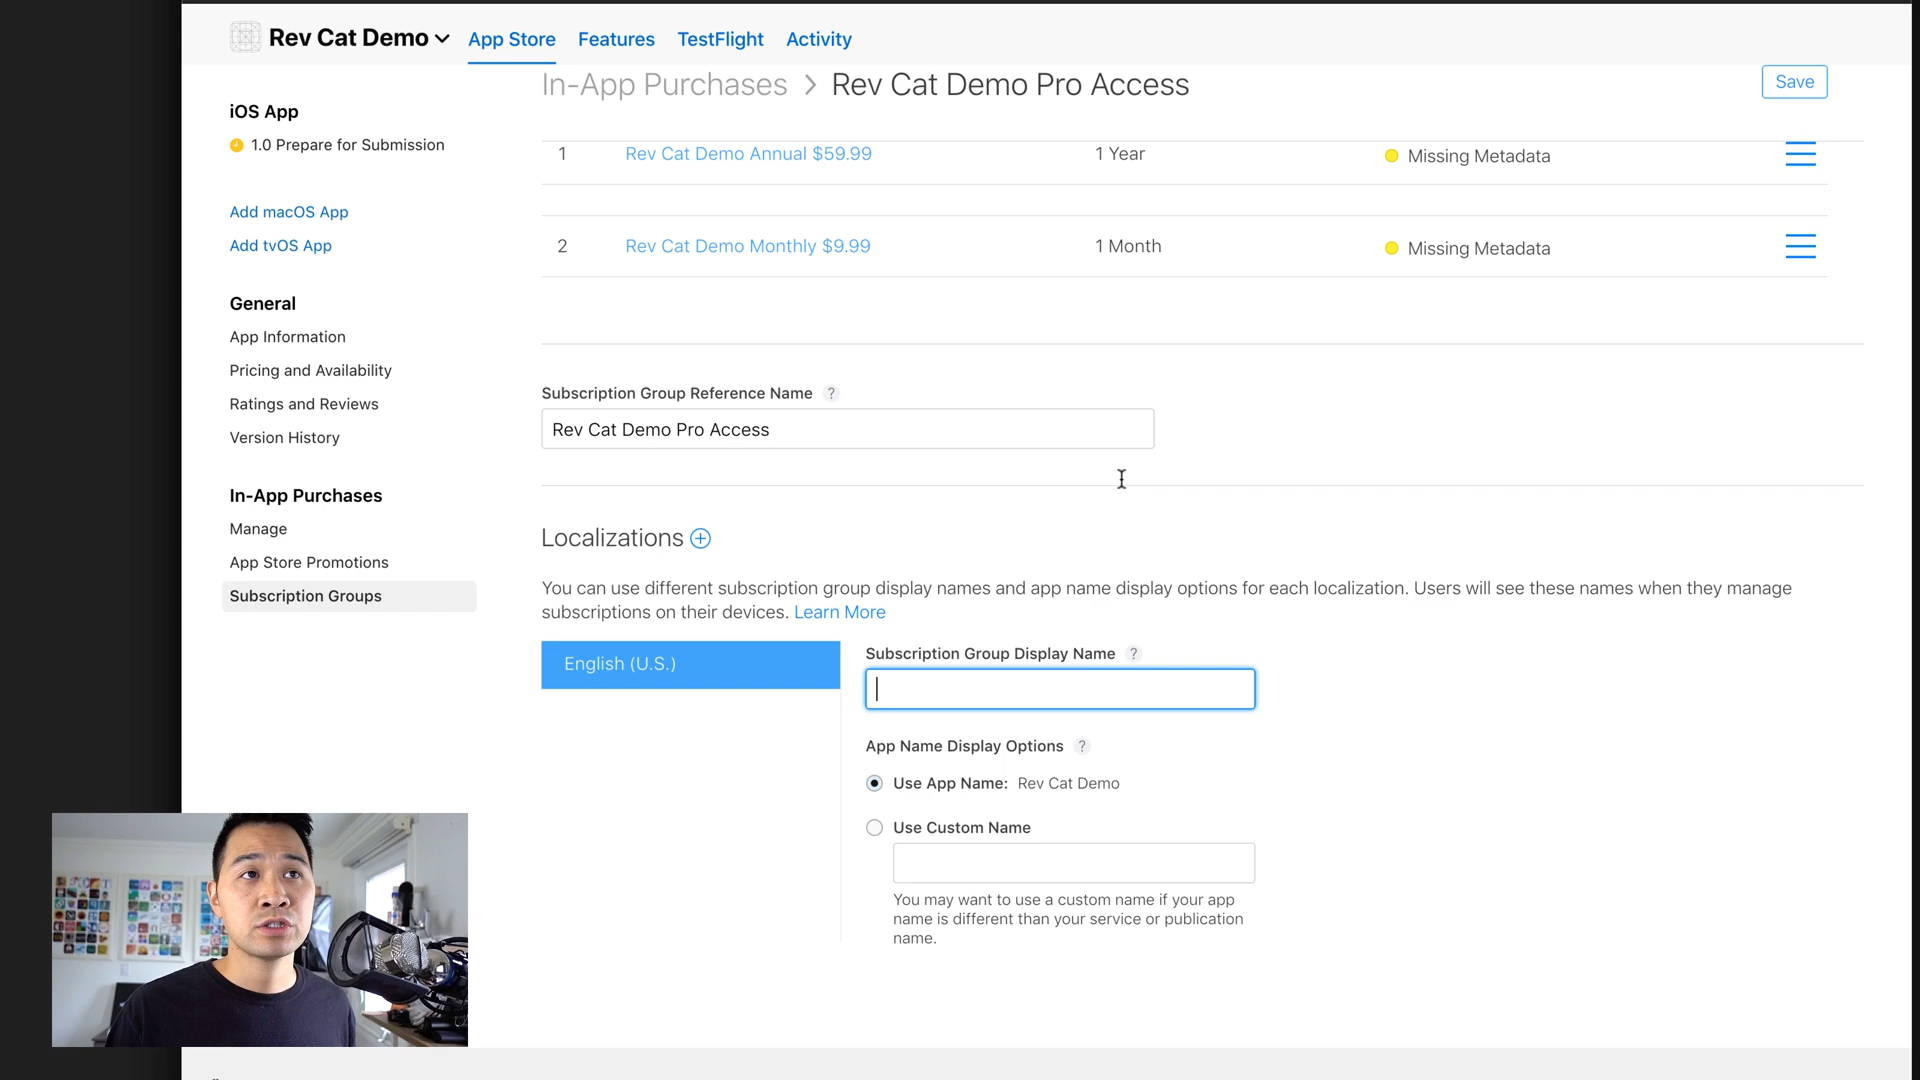 Rev Cat Demo
App Store
Features
TestFlight
Activity
In-App Purchases > Rev Cat Demo Pro Access
Save
iOS App
1.0 Prepare for Submission
Add macOS App
Add tvOS App
General
App Information
Pricing and Availability
Ratings and Reviews
Version History
In-App Purchases
Manage
App Store Promotions
Subscription Groups
1 Rev Cat Demo Annual $59.99 1 Year Missing Metadata
2 Rev Cat Demo Monthly $9.99 1 Month Missing Metadata
Subscription Group Reference Name ?
Rev Cat Demo Pro Access
Localizations
You can use different subscription group display names and app name display options for each localization. Users will see these names when they manage
subscriptions on their devices. Learn More
English (U.S.)
Subscription Group Display Name ?
App Name Display Options ?
Use App Name: Rev Cat Demo
Use Custom Name
You may want to use a custom name if your app
name is different than your service or publication
name.